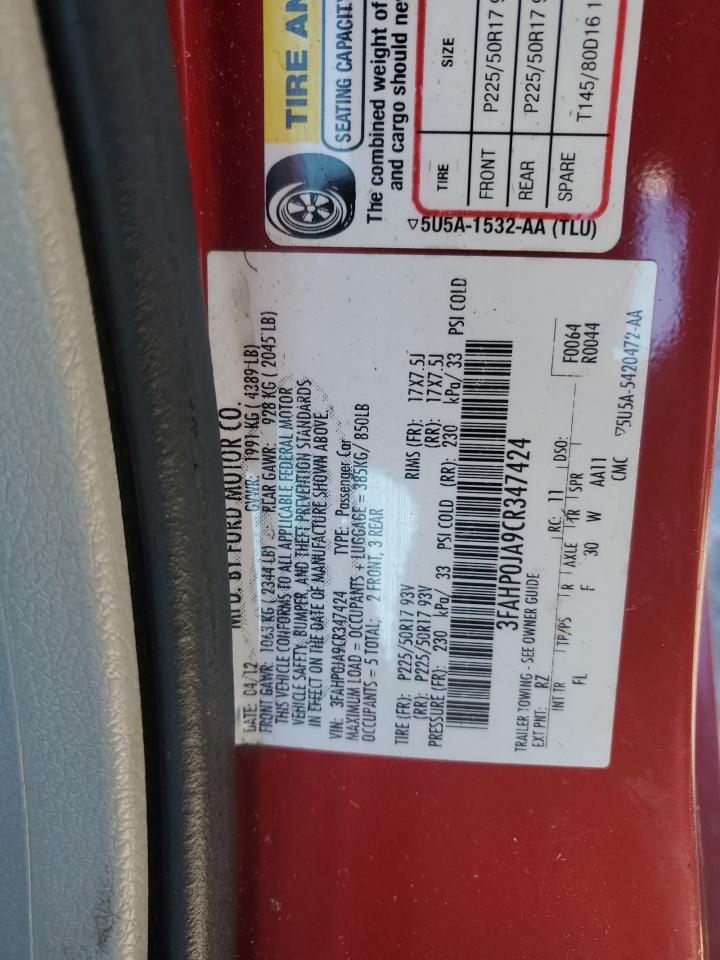 MFG. BY FORD MOTOR CO.
DATE: 04/12 GVWR: 1991 KG (4389 LB)
FRONT GAWR: 1063 KG (2344 LB) REAR GAWR: 928 KG (2045 LB)
THIS VEHICLE CONFORMS TO ALL APPLICABLE FEDERAL MOTOR
VEHICLE SAFETY, BUMPER, AND THEFT PREVENTION STANDARDS
IN EFFECT ON THE DATE OF MANUFACTURE SHOWN ABOVE.
VIN: 3FAHP0JA9CR347424 TYPE: Passenger Car
MAXIMUM LOAD = OCCUPANTS + LUGGAGE = 385KG/ 850LB
OCCUPANTS = 5 TOTAL; 2 FRONT, 3 REAR
TIRE (FR): P225/50R17 93V RIMS (FR): 17X7.5J
(RR): P225/50R17 93V (RR): 17X7.5J
PRESSURE (FR): 230 kPa/ 33 PSI COLD (RR): 230 kPa/ 33 PSI COLD
3FAHP0JA9CR347424
TRAILER TOWING - SEE OWNER GUIDE
EXT PNT: RZ RC: 11 DSO: F0064
R0044
INT TR TP/PS R AXLE TR SPR
FL F 30 W AA11
CMC ▽5U5A-5420472-AA
TIRE AN
SEATING CAPACITY
The combined weight of
and cargo should nev
TIRE SIZE
FRONT P225/50R17 9
REAR P225/50R17 9
SPARE T145/80D16 1
▽5U5A-1532-AA (TLU)